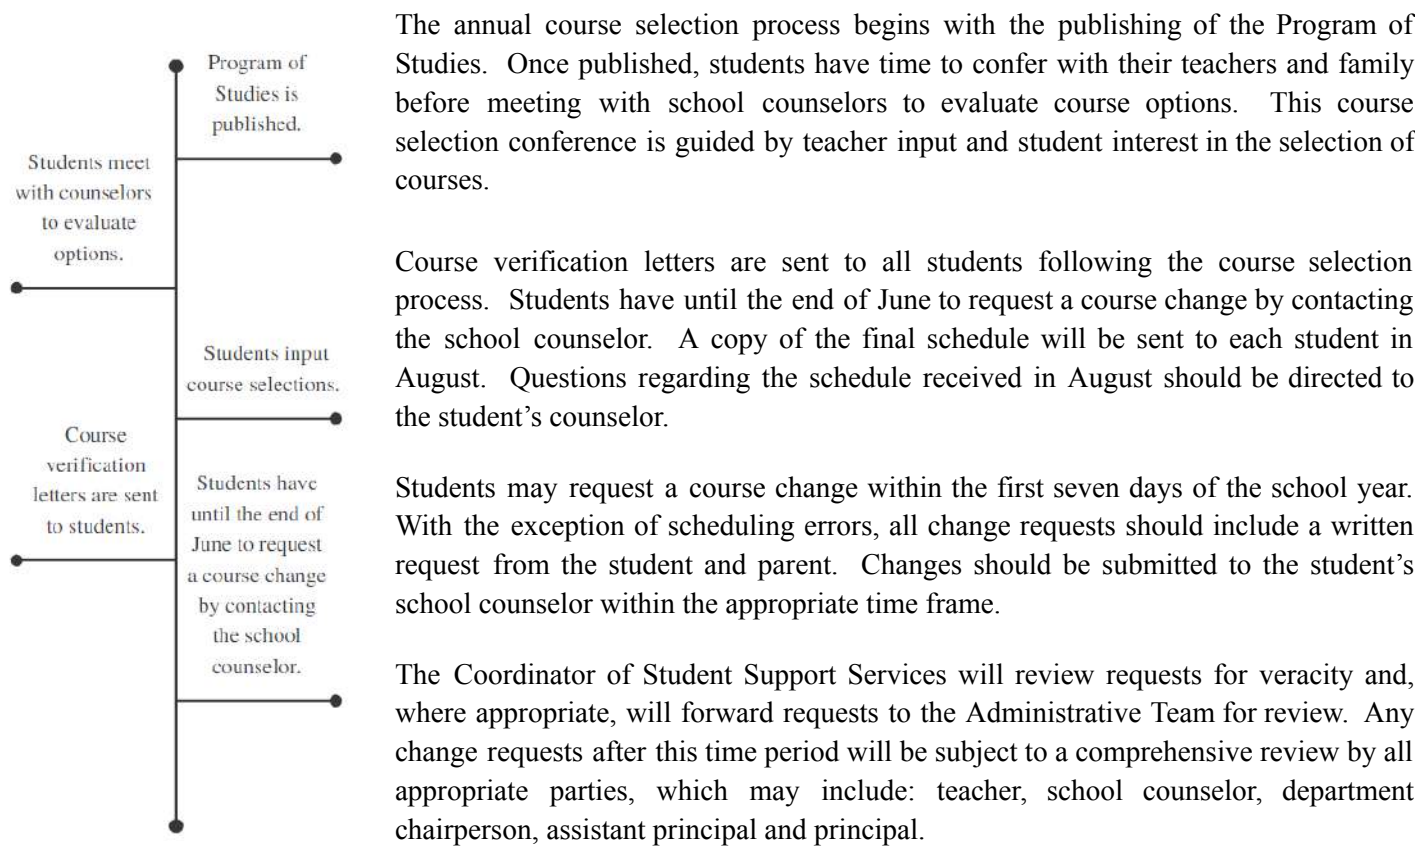 Program of
Studies is
published.
Students meet
with counselors
to evaluate
options.
Students input
course selections.
Course
verification
letters are sent
to students.
Students have
until the end of
June to request
a course change
by contacting
the school
counselor.
The annual course selection process begins with the publishing of the Program of
Studies. Once published, students have time to confer with their teachers and family
before meeting with school counselors to evaluate course options. This course
selection conference is guided by teacher input and student interest in the selection of
courses.
Course verification letters are sent to all students following the course selection
process. Students have until the end of June to request a course change by contacting
the school counselor. A copy of the final schedule will be sent to each student in
August. Questions regarding the schedule received in August should be directed to
the student’s counselor.
Students may request a course change within the first seven days of the school year.
With the exception of scheduling errors, all change requests should include a written
request from the student and parent. Changes should be submitted to the student’s
school counselor within the appropriate time frame.
The Coordinator of Student Support Services will review requests for veracity and,
where appropriate, will forward requests to the Administrative Team for review. Any
change requests after this time period will be subject to a comprehensive review by all
appropriate parties, which may include: teacher, school counselor, department
chairperson, assistant principal and principal.